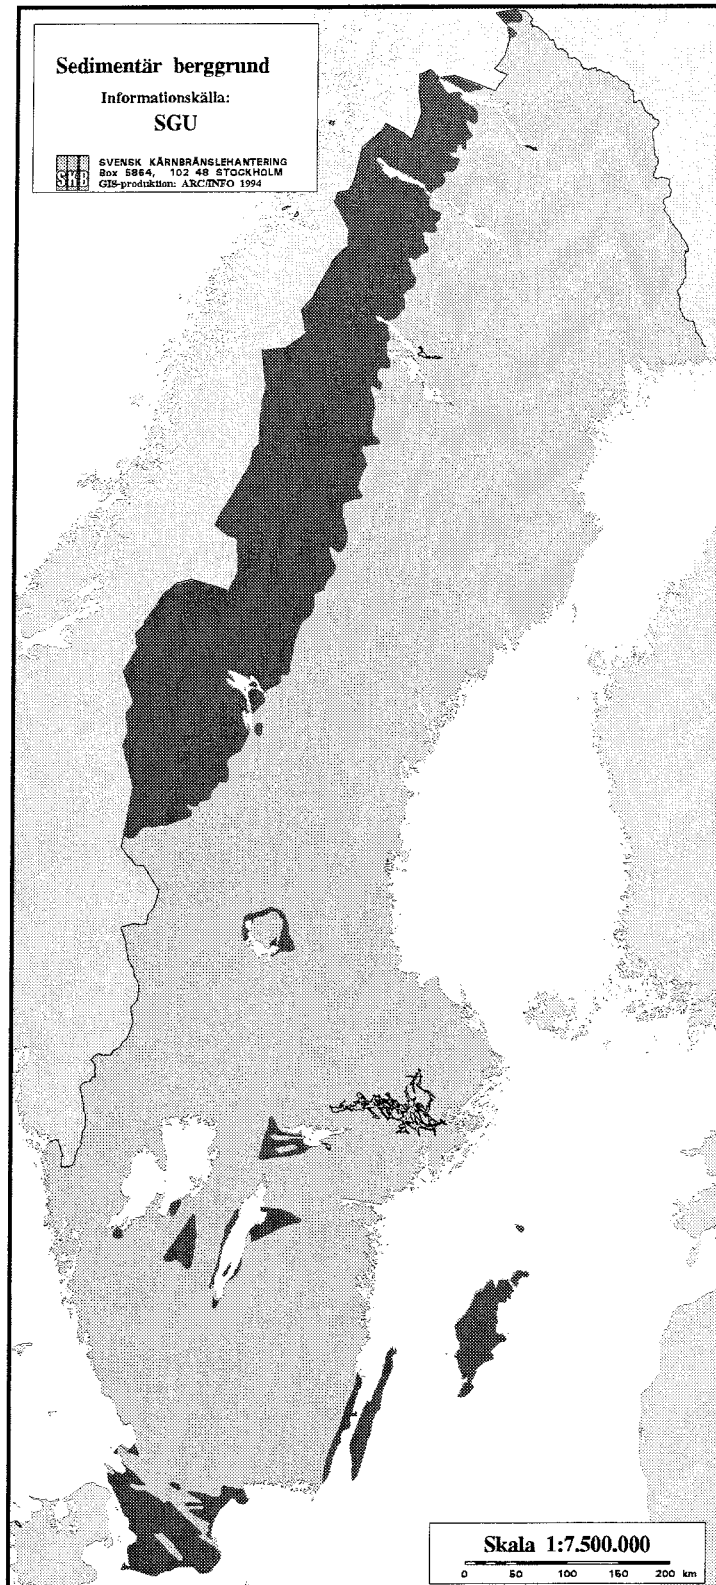 Sedimentär berggrund
Informationskälla:
SGU
SKB
SVENSK KÄRNBRÄNSLEHANTERING
Box 5864, 102 48 STOCKHOLM
GIS-produktion: ARC/INFO 1994
Skala 1:7.500.000
0 50 100 150 200 km